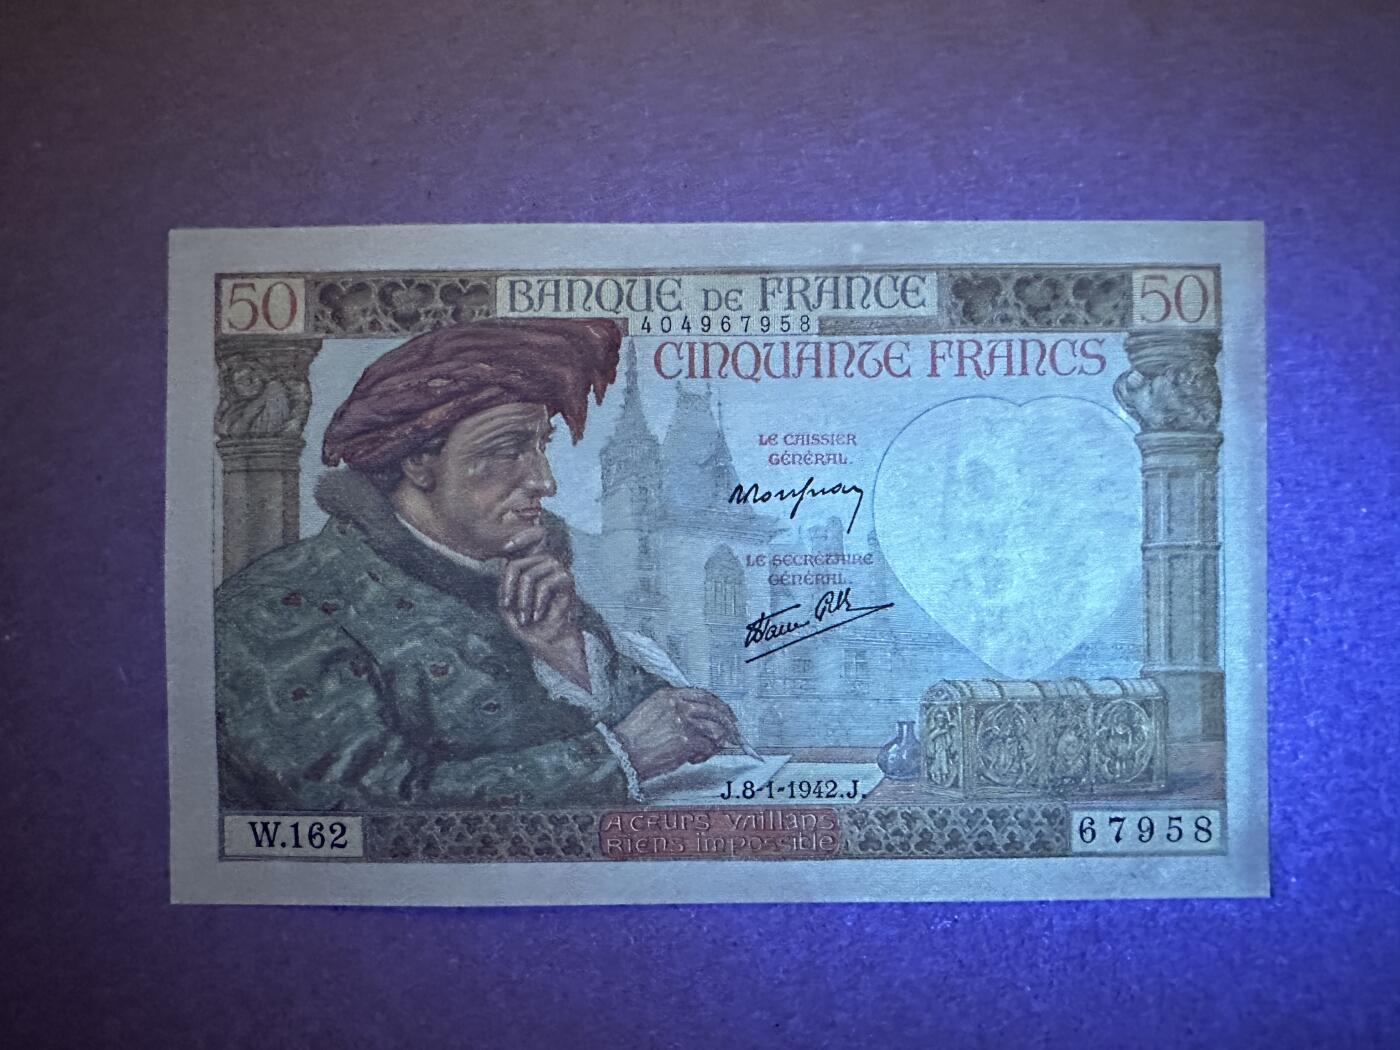 50 BANQUE DE FRANCE 50
404967958
CINQUANTE FRANCS
LE CAISSIER
GÉNÉRAL.
LE SECRÉTAIRE
GÉNÉRAL.
J.8-1-1942.J.
W.162
A CEURS VAILLANS
RIENS IMPOSSIBLE
67958